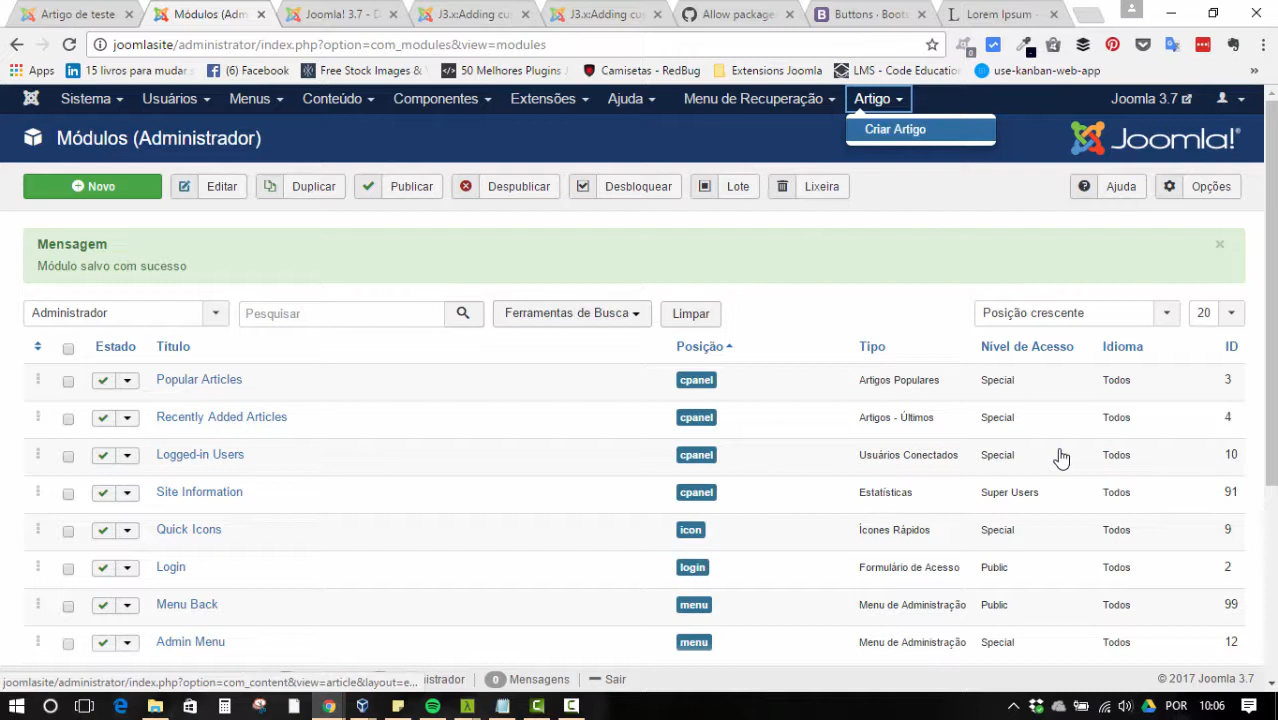 Artigo de teste
Módulos (Adm
Joomla! 3.7 - D
J3.x:Adding cu
J3.x:Adding cu
Allow package
Buttons · Boots
Lorem Ipsum -
joomlasite/administrator/index.php?option=com_modules&view=modules
Apps
15 livros para mudar
(6) Facebook
Free Stock Images &
50 Melhores Plugins
Camisetas - RedBug
Extensions Joomla
LMS - Code Educatio
use-kanban-web-app
»
Sistema
Usuários
Menus
Conteúdo
Componentes
Extensões
Ajuda
Menu de Recuperação
Artigo
Joomla 3.7
Criar Artigo
Módulos (Administrador)
Joomla!®
Novo
Editar
Duplicar
Publicar
Despublicar
Desbloquear
Lote
Lixeira
Ajuda
Opções
Mensagem
×
Módulo salvo com sucesso
Administrador
Pesquisar
Ferramentas de Busca
Limpar
Posição crescente
20
Estado
Título
Posição
Tipo
Nível de Acesso
Idioma
ID
Popular Articles cpanel Artigos Populares Special Todos 3
Recently Added Articles cpanel Artigos - Últimos Special Todos 4
Logged-in Users cpanel Usuários Conectados Special Todos 10
Site Information cpanel Estatísticas Super Users Todos 91
Quick Icons icon Ícones Rápidos Special Todos 9
Login login Formulário de Acesso Public Todos 2
Menu Back menu Menu de Administração Public Todos 99
Admin Menu menu Menu de Administração Special Todos 12
joomlasite/administrator/index.php?option=com_content&view=article&layout=e...
istrador
0 Mensagens
Sair
© 2017 Joomla 3.7
POR
10:06